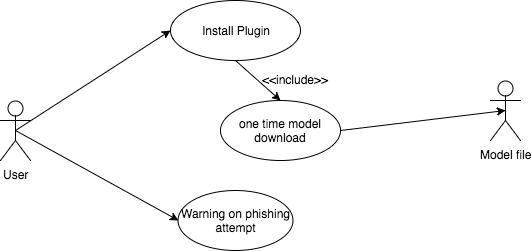 Install Plugin
<<include>>
one time model
download
Model file
User
Warning on phishing
attempt